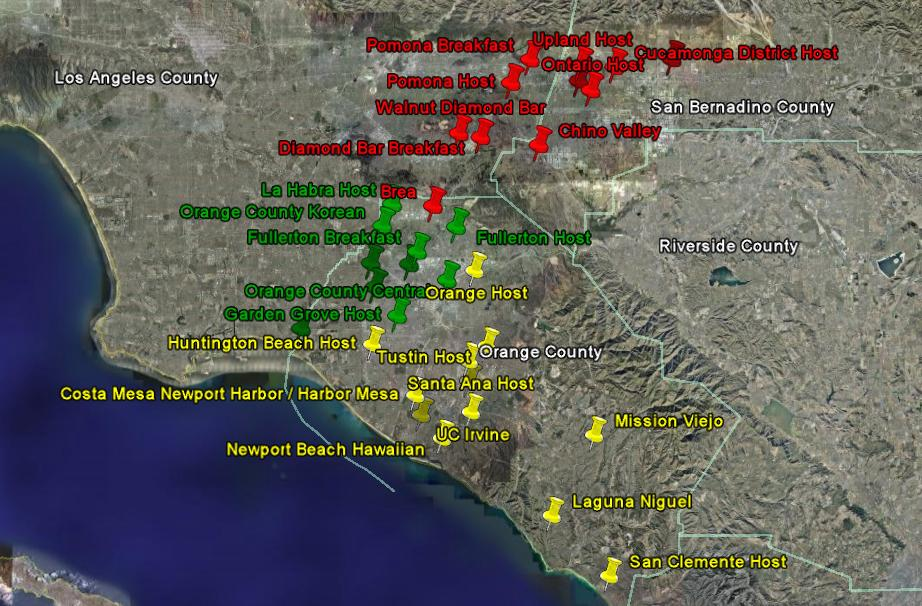 Pomona Breakfast
Upland Host
Cucamonga District Host
Ontario Host
Los Angeles County
Pomona Host
Walnut Diamond Bar
San Bernadino County
Chino Valley
Diamond Bar Breakfast
La Habra Host
Brea
Orange County Korean
Fullerton Breakfast
Fullerton Host
Riverside County
Orange County Centra
Orange Host
Garden Grove Host
Huntington Beach Host
Tustin Host
Orange County
Santa Ana Host
Costa Mesa Newport Harbor / Harbor Mesa
Mission Viejo
UC Irvine
Newport Beach Hawaiian
Laguna Niguel
San Clemente Host